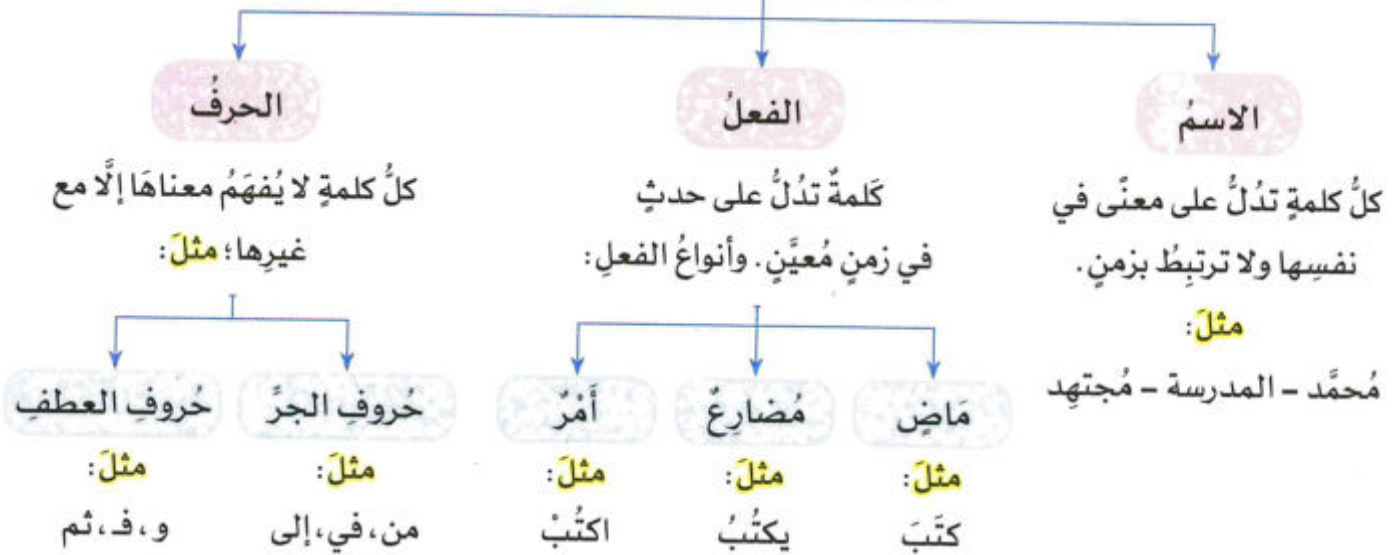 الاسمُ
كلُّ كلمةٍ تدُلُّ على معنًى في
نفسِها ولا ترتبِطُ بزمنٍ.
مثلَ:
مُحمَّد – المدرسة – مُجتهِد
الفعلُ
كَلمةٌ تدُلُّ على حدثٍ
في زمنٍ مُعيَّنٍ. وأنواعُ الفعلِ:
مَاضٍ
مثلَ:
كتَبَ
مُضارِعٌ
مثلَ:
يكتُبُ
أَمْرٌ
مثلَ:
اكتُبْ
الحرفُ
كلُّ كلمةٍ لا يُفهَمُ معناهَا إلَّا مع
غيرِها؛ مثلَ:
حُروفِ الجرِّ
مثلَ:
من، في، إلى
حُروفِ العطفِ
مثلَ:
و، فـ، ثم